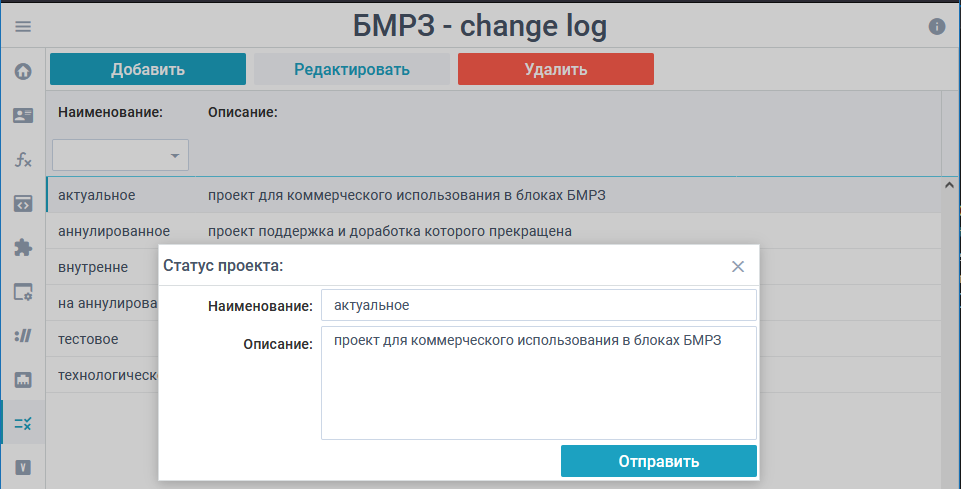 БМРЗ - change log
Добавить Редактировать Удалить
Наименование: Описание:
актуальное проект для коммерческого использования в блоках БМРЗ
аннулированное проект поддержка и доработка которого прекращена
внутренне
на аннулирова
тестовое
технологическ
Статус проекта:
Наименование: актуальное
Описание: проект для коммерческого использования в блоках БМРЗ
Отправить